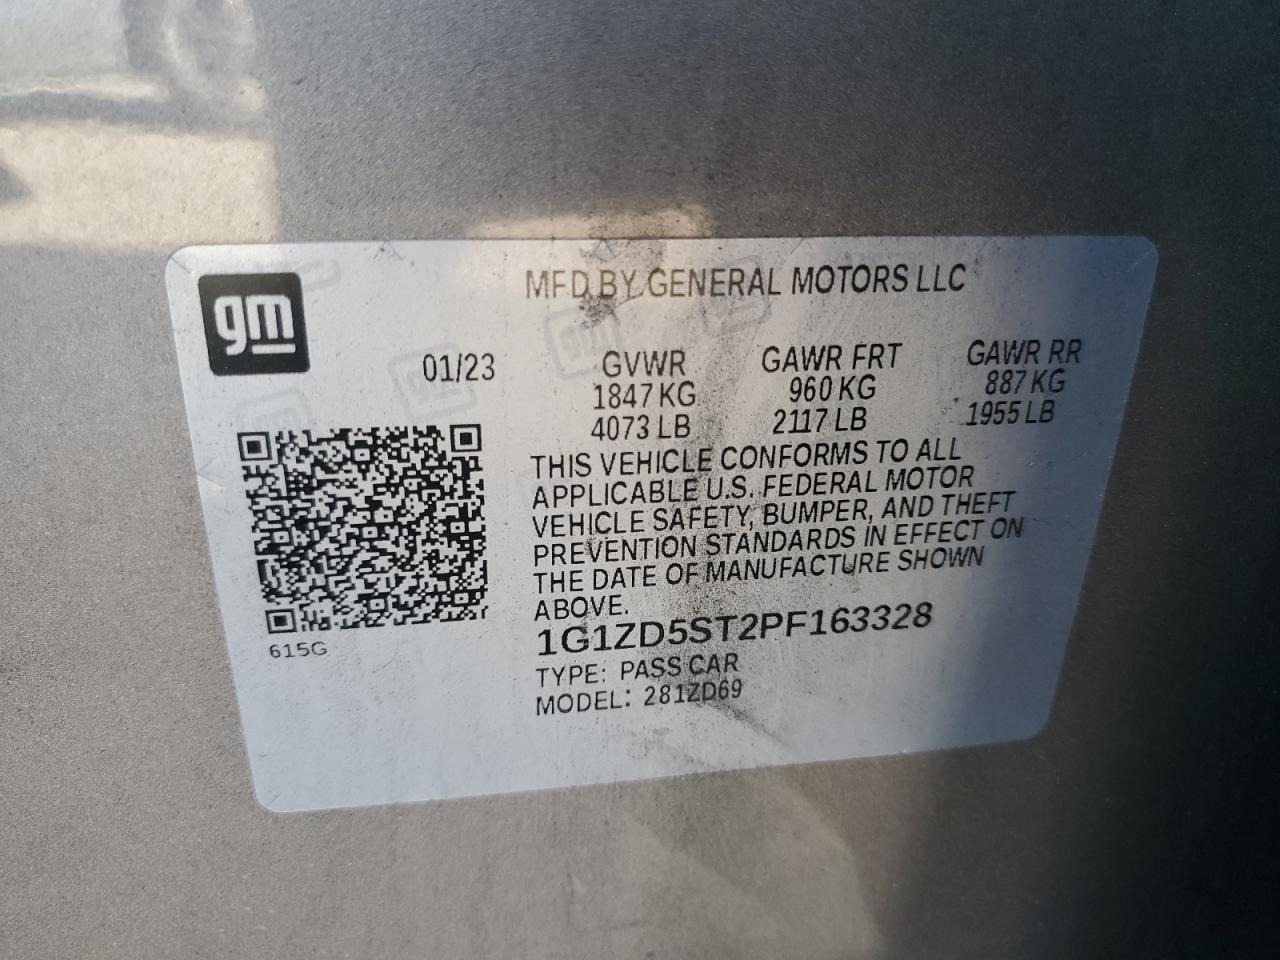 gm
MFD BY GENERAL MOTORS LLC
01/23
GVWR GAWR FRT GAWR RR
1847 KG 960 KG 887 KG
4073 LB 2117 LB 1955 LB
THIS VEHICLE CONFORMS TO ALL
APPLICABLE U.S. FEDERAL MOTOR
VEHICLE SAFETY, BUMPER, AND THEFT
PREVENTION STANDARDS IN EFFECT ON
THE DATE OF MANUFACTURE SHOWN
ABOVE.
1G1ZD5ST2PF163328
TYPE: PASS CAR
MODEL: 281ZD69
615G